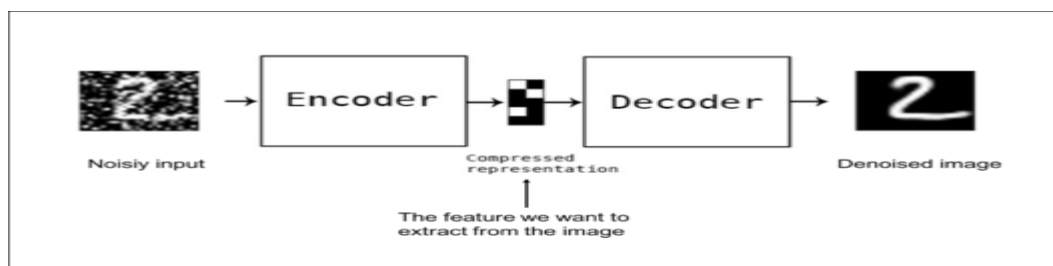 Encoder
Decoder
Noisiy input
Compressed
representation
Denoised image
The feature we want to
extract from the image